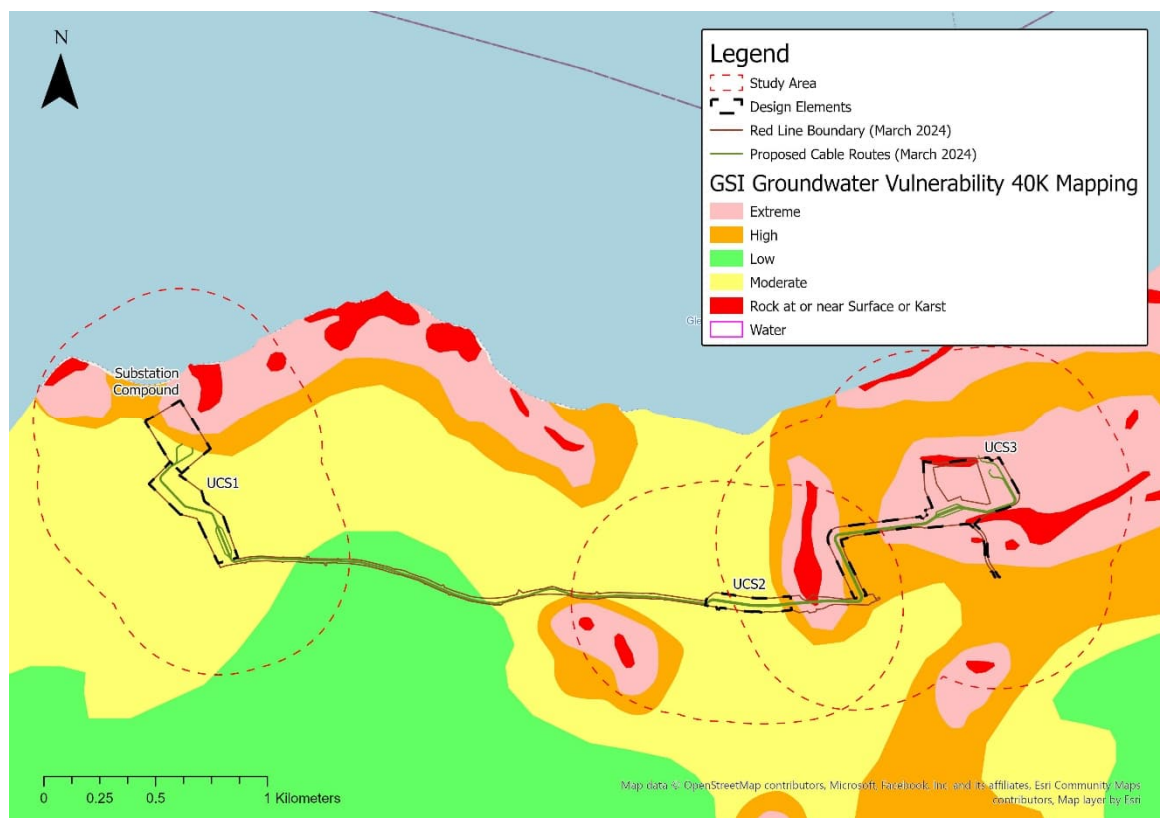 N
Legend
Study Area
Design Elements
Red Line Boundary (March 2024)
Proposed Cable Routes (March 2024)
GSI Groundwater Vulnerability 40K Mapping
Extreme
High
Low
Moderate
Rock at or near Surface or Karst
Water
Substation
Compound
UCS1
UCS2
UCS3
0 0.25 0.5 1 Kilometers
Map data © OpenStreetMap contributors, Microsoft, Facebook, Inc. and its affiliates, Esri Community Maps
contributors, Map layer by Esri